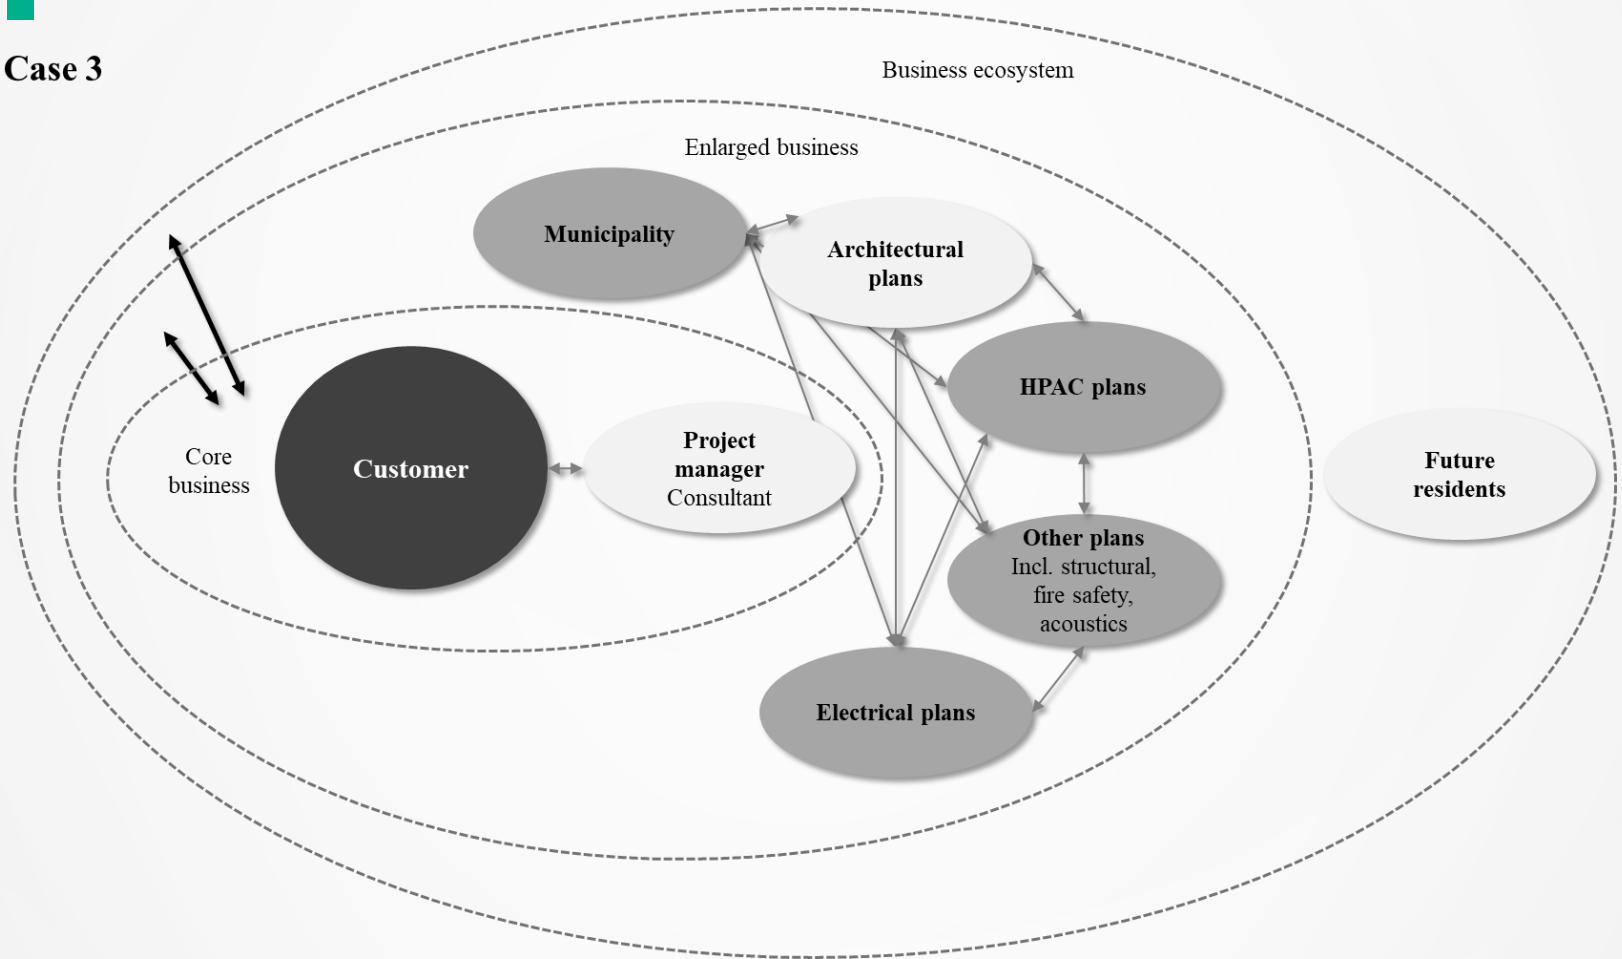 Case 3
Business ecosystem
Enlarged business
Municipality
Architectural
plans
HPAC plans
Core
business
Customer
Project
manager
Consultant
Future
residents
Other plans
Incl. structural,
fire safety,
acoustics
Electrical plans